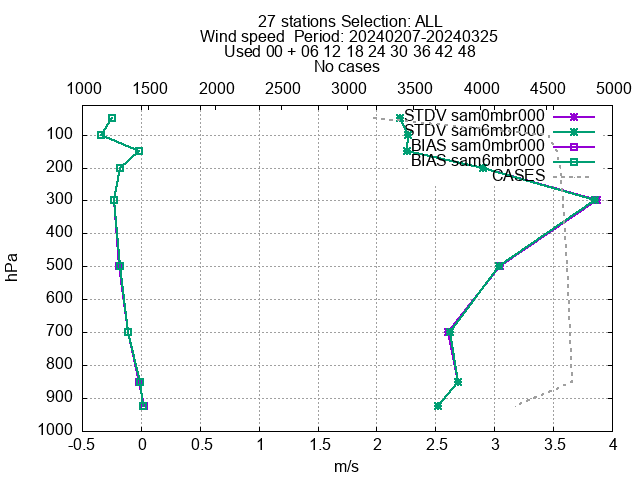 27 stations Selection: ALL
Wind speed  Period: 20240207-20240325
Used 00 + 06 12 18 24 30 36 42 48
No cases
1000 1500 2000 2500 3000 3500 4000 4500 5000
STDV sam0mbr000
STDV sam6mbr000
BIAS sam0mbr000
BIAS sam6mbr000
CASES
100
200
300
400
500
600
700
800
900
1000
hPa
-0.5 0 0.5 1 1.5 2 2.5 3 3.5 4
m/s